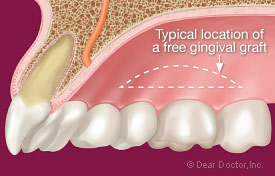 Typical location of
a free gingival graft
© Dear Doctor, Inc.